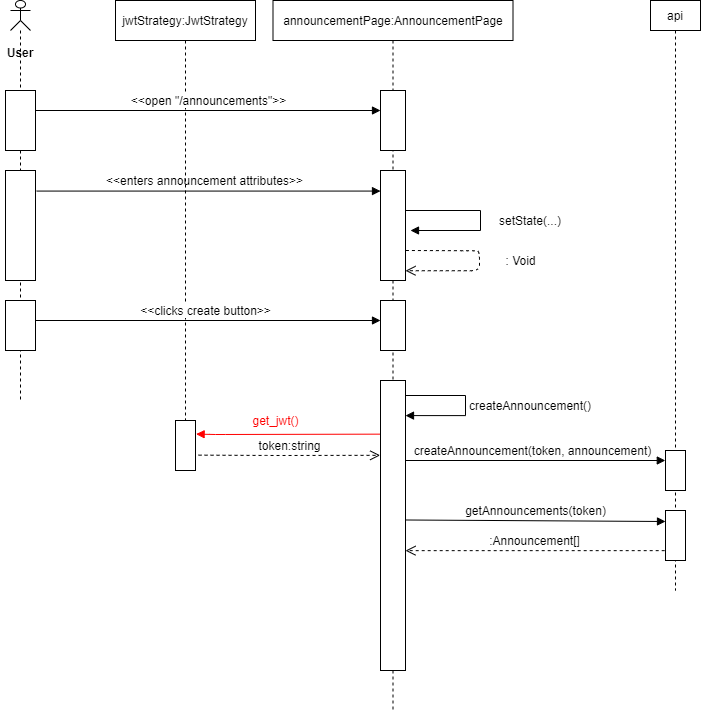 jwtStrategy:JwtStrategy
announcementPage:AnnouncementPage
api
User
<<open "/announcements">>
<<enters announcement attributes>>
setState(...)
: Void
<<clicks create button>>
createAnnouncement()
get_jwt()
token:string
createAnnouncement(token, announcement)
getAnnouncements(token)
:Announcement[]